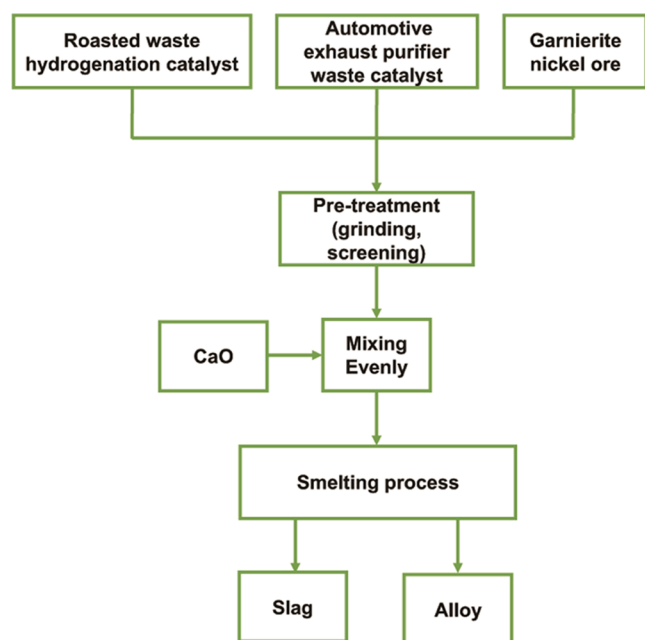 Roasted waste
hydrogenation catalyst
Automotive
exhaust purifier
waste catalyst
Garnierite
nickel ore
Pre-treatment
(grinding,
screening)
CaO
Mixing
Evenly
Smelting process
Slag
Alloy